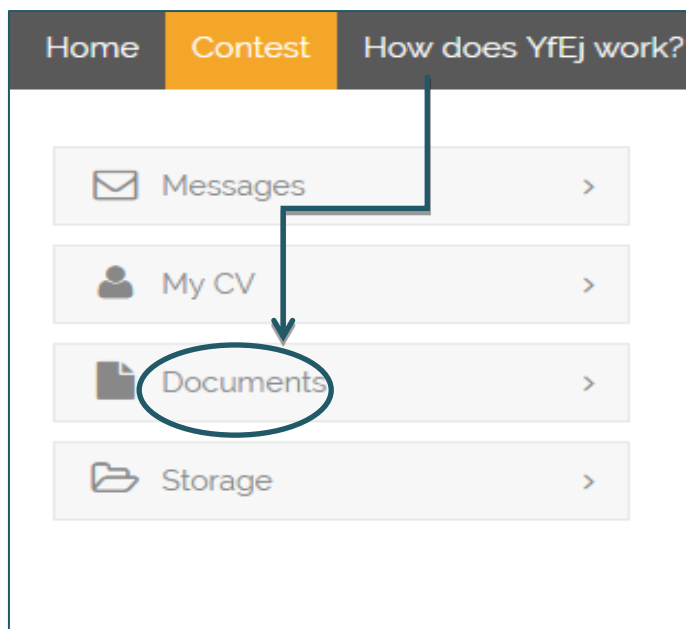 Home Contest How does YfEj work?
Messages
My CV
Documents
Storage